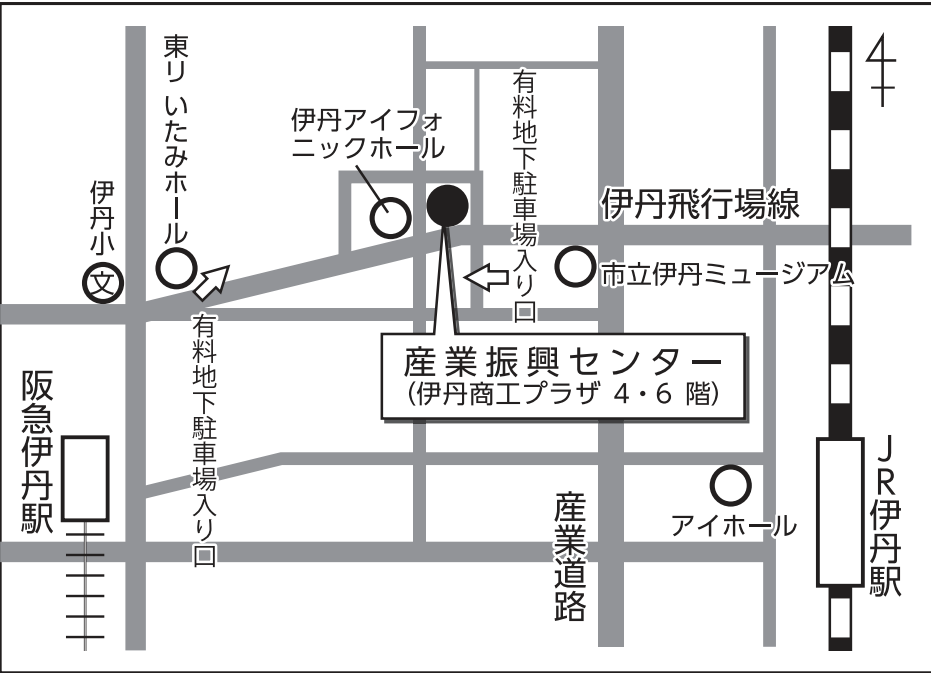 東リ いたみホール
伊丹アイフォ
ニックホール
有料地下駐車場入り口
4
伊丹小
文
伊丹飛行場線
市立伊丹ミュージアム
有料地下駐車場入り口
産業振興センター
(伊丹商工プラザ 4・6 階)
阪急伊丹駅
産業道路
アイホール
JR伊丹駅